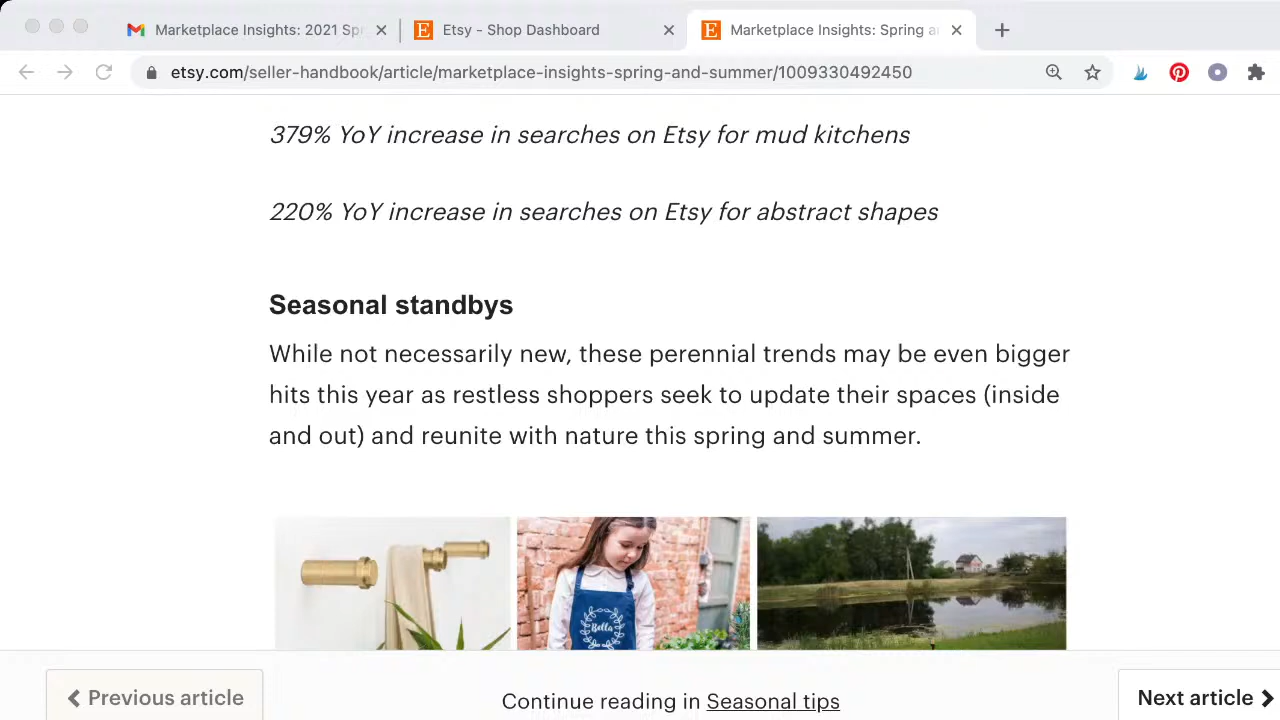 Marketplace Insights: 2021 Spr
Etsy - Shop Dashboard
Marketplace Insights: Spring a
etsy.com/seller-handbook/article/marketplace-insights-spring-and-summer/1009330492450
379% YoY increase in searches on Etsy for mud kitchens
220% YoY increase in searches on Etsy for abstract shapes
Seasonal standbys
While not necessarily new, these perennial trends may be even bigger
hits this year as restless shoppers seek to update their spaces (inside
and out) and reunite with nature this spring and summer.
Bella
Previous article
Continue reading in Seasonal tips
Next article